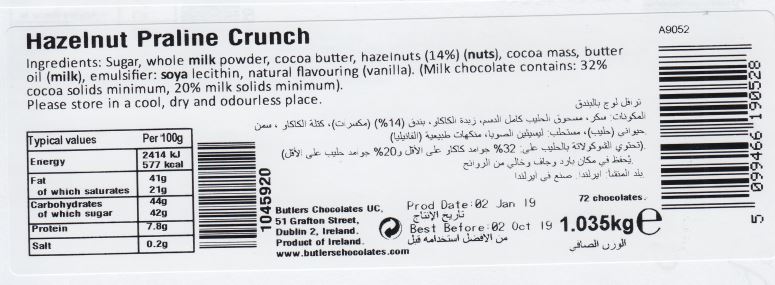 Hazelnut Praline Crunch
Ingredients: Sugar, whole milk powder, cocoa butter, hazelnuts (14%) (nuts), cocoa mass, butter
oil (milk), emulsifier: soya lecithin, natural flavouring (vanilla). (Milk chocolate contains: 32%
cocoa solids minimum, 20% milk solids minimum).
Please store in a cool, dry and odourless place.
A9052
نرافل لوح بالبندق
المكونات: سكر، مسحوق الحليب كامل الدسم، زبدة الكاكاو، بندق (14%) (مكسرات)، كتلة الكاكاو ، سمن
حيواني (حليب)، مستحلب: ليسيثين الصويا، منكهات طبيعية (الفانيليا)
.(تحتوي الشوكولاتة بالحليب على: 32% جوامد كاكاو على الأقل و20% جوامد حليب على الأقل)
.يُحفظ في مكان بارد وجاف وخالي من الروائح
بلد المنشأ: ايرلندا. صنع في ايرلندا.
Typical values Per 100g
Energy 2414 kJ
577 kcal
Fat 41g
of which saturates 21g
Carbohydrates 44g
of which sugar 42g
Protein 7.8g
Salt 0.2g
1045920
Butlers Chocolates UC,
51 Grafton Street,
Dublin 2, Ireland.
Product of Ireland.
www.butlerschocolates.com
Prod Date:02 Jan 19
تاريخ الإنتاج
Best Before:02 Oct 19
من الافضل استخدامه قبل
72 chocolates.
1.035kg e
الوزن الصافي
5 099466 190528